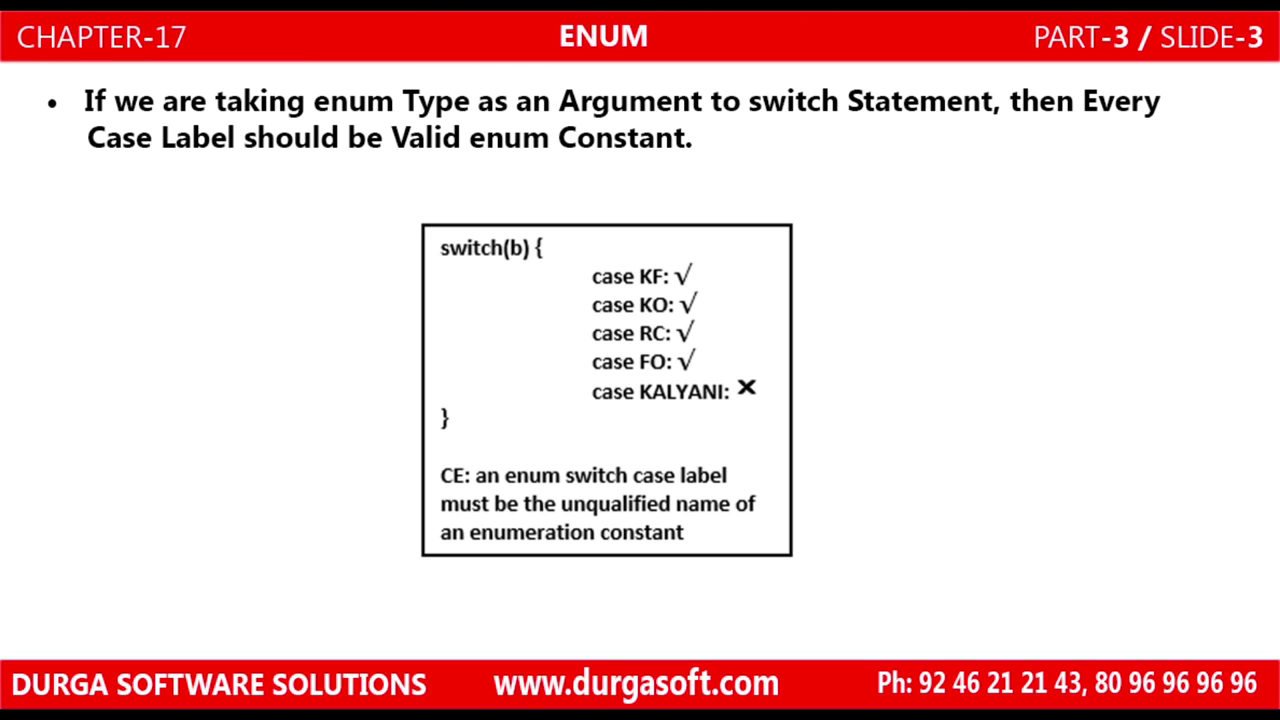 CHAPTER-17
ENUM
PART-3 / SLIDE-3
• If we are taking enum Type as an Argument to switch Statement, then Every
Case Label should be Valid enum Constant.
switch(b) {
case KF: √
case KO: √
case RC: √
case FO: √
case KALYANI: ×
}
CE: an enum switch case label
must be the unqualified name of
an enumeration constant
DURGA SOFTWARE SOLUTIONS
www.durgasoft.com
Ph: 92 46 21 21 43, 80 96 96 96 96